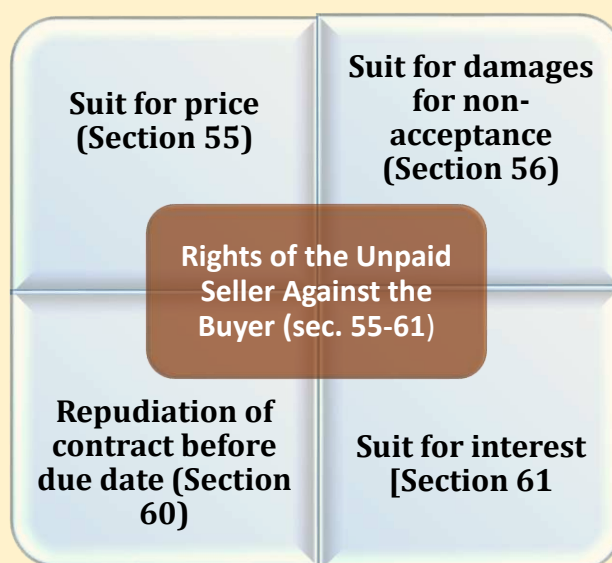 Suit for price
(Section 55)
Suit for damages
for non-
acceptance
(Section 56)
Rights of the Unpaid
Seller Against the
Buyer (sec. 55-61)
Repudiation of
contract before
due date (Section
60)
Suit for interest
[Section 61